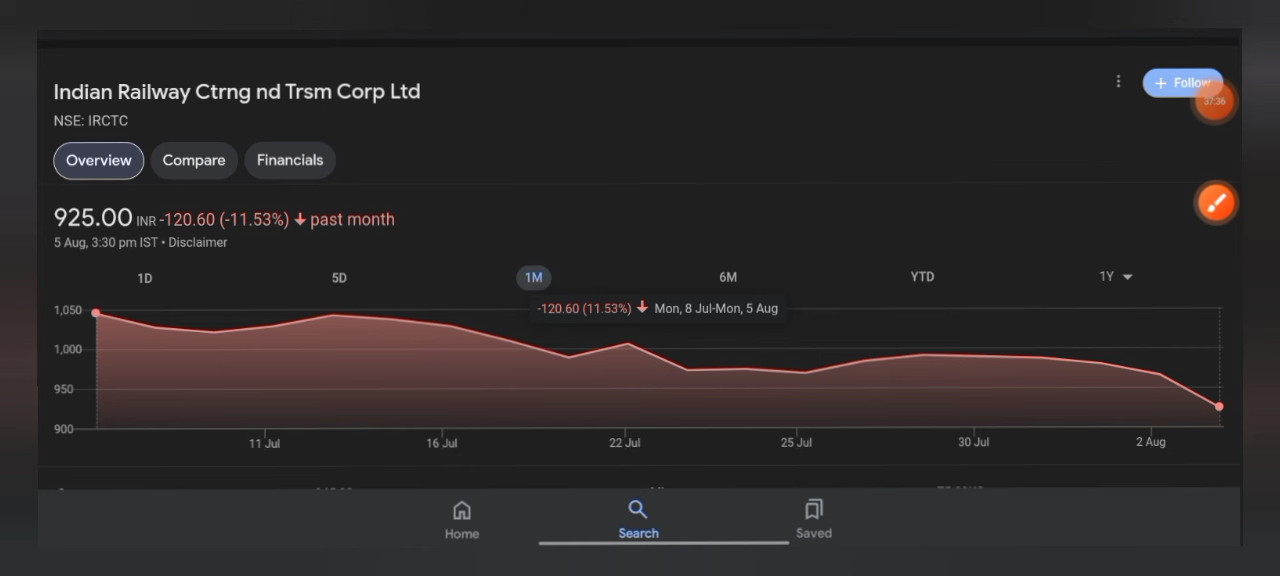 Indian Railway Ctrng nd Trsm Corp Ltd
+ Follow
37:36
NSE: IRCTC
Overview Compare Financials
925.00 INR -120.60 (-11.53%) ↓ past month
5 Aug, 3:30 pm IST • Disclaimer
1D 5D 1M 6M YTD 1Y
-120.60 (11.53%) ↓ Mon, 8 Jul-Mon, 5 Aug
1,050
1,000
950
900
11 Jul 16 Jul 22 Jul 25 Jul 30 Jul 2 Aug
Home Search Saved